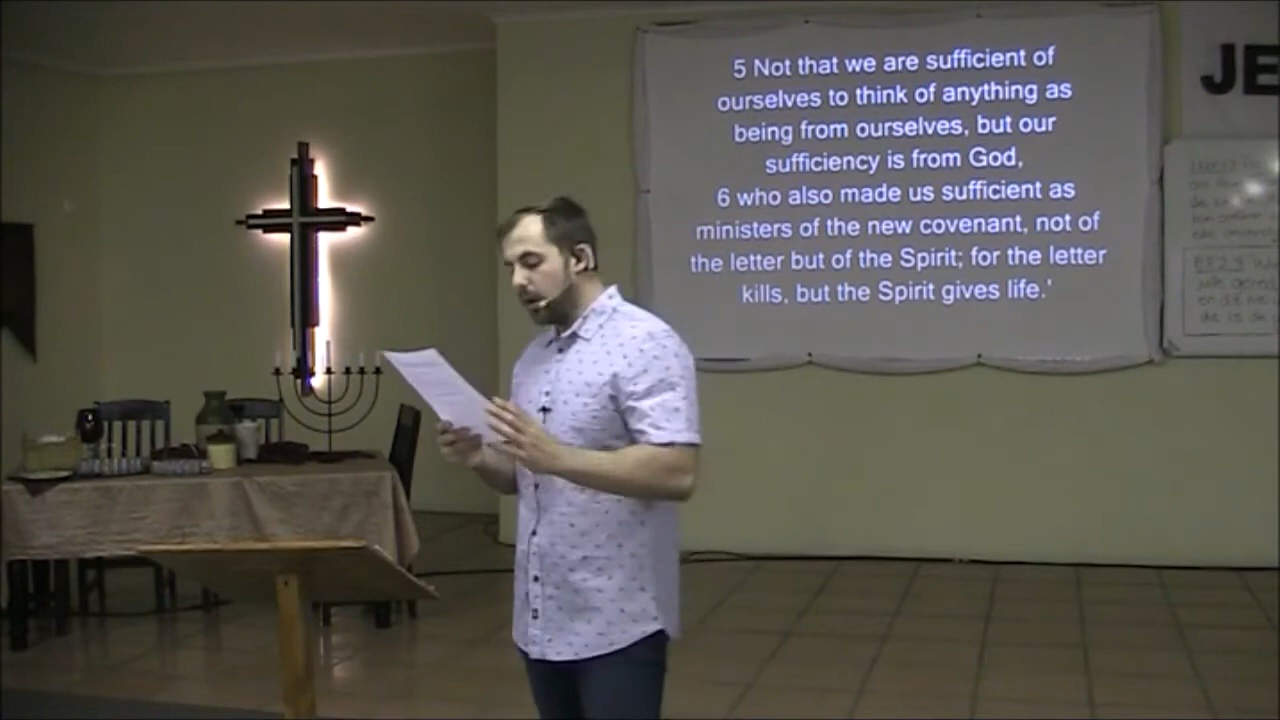 5 Not that we are sufficient of
ourselves to think of anything as
being from ourselves, but our
sufficiency is from God,
6 who also made us sufficient as
ministers of the new covenant, not of
the letter but of the Spirit; for the letter
kills, but the Spirit gives life.'
JE